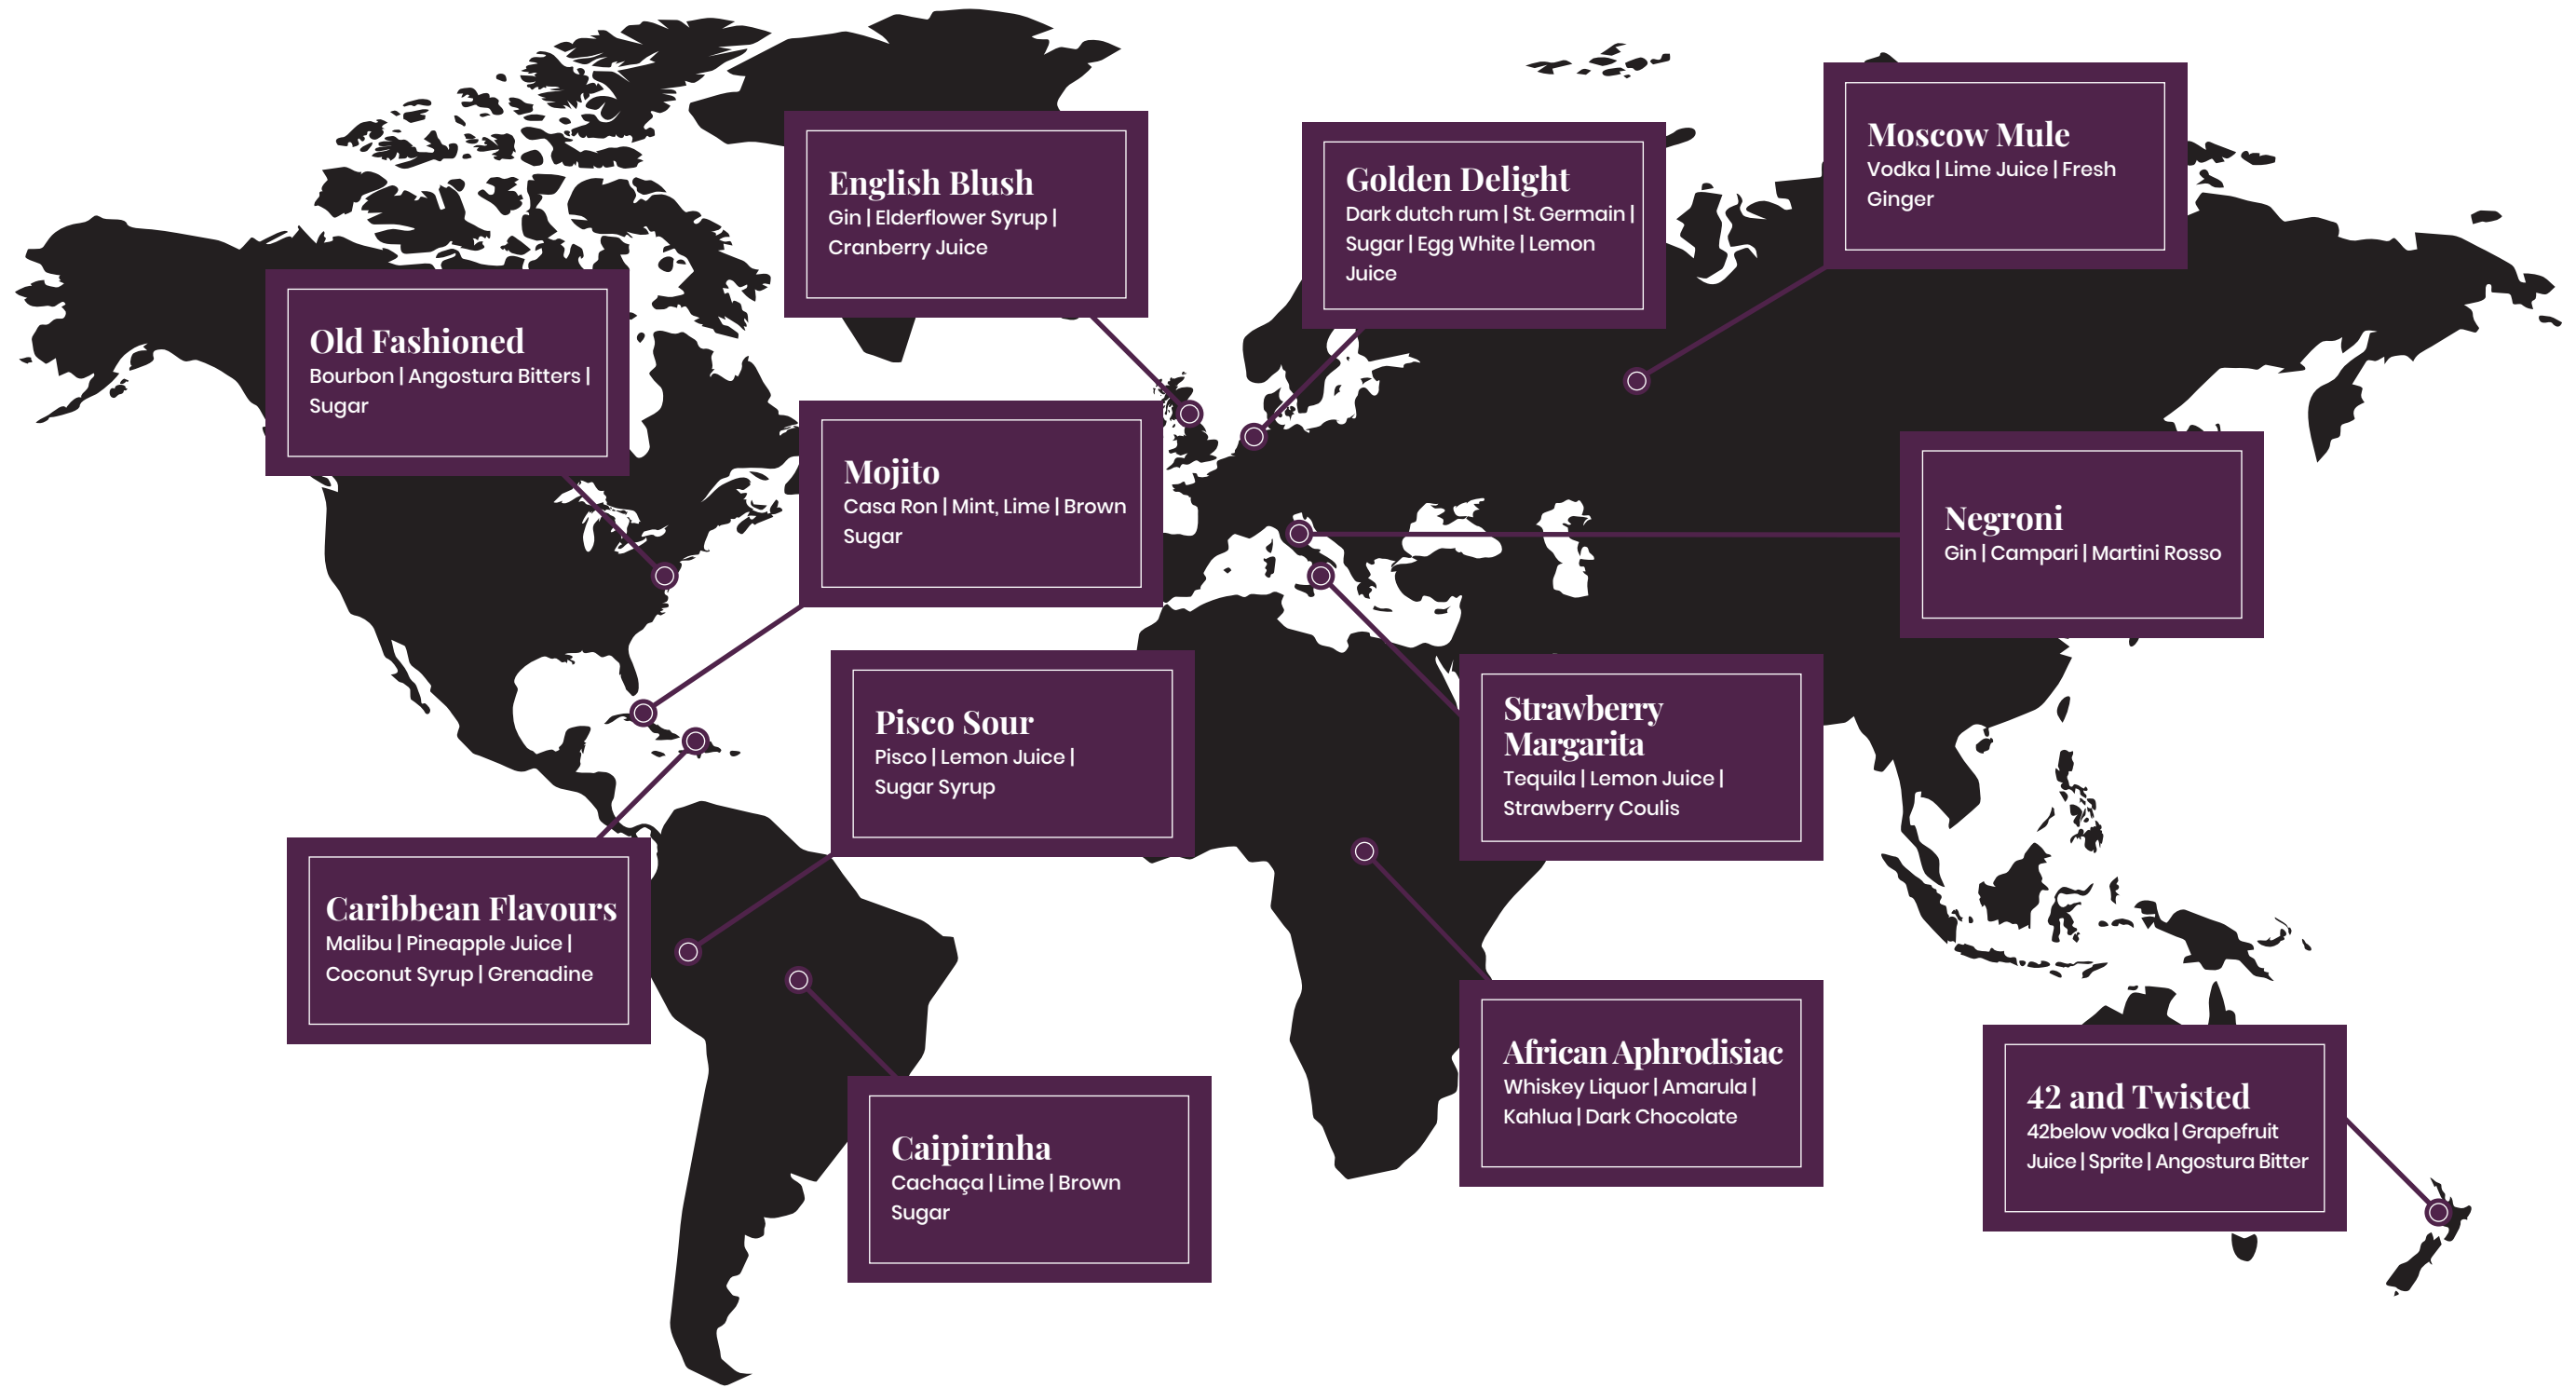 Moscow Mule
Vodka | Lime Juice | Fresh
Ginger
English Blush
Gin | Elderflower Syrup |
Cranberry Juice
Golden Delight
Dark dutch rum | St. Germain |
Sugar | Egg White | Lemon
Juice
Old Fashioned
Bourbon | Angostura Bitters |
Sugar
Mojito
Casa Ron | Mint, Lime | Brown
Sugar
Negroni
Gin | Campari | Martini Rosso
Pisco Sour
Pisco | Lemon Juice |
Sugar Syrup
Strawberry
Margarita
Tequila | Lemon Juice |
Strawberry Coulis
Caribbean Flavours
Malibu | Pineapple Juice |
Coconut Syrup | Grenadine
African Aphrodisiac
Whiskey Liquor | Amarula |
Kahlua | Dark Chocolate
42 and Twisted
42below vodka | Grapefruit
Juice | Sprite | Angostura Bitter
Caipirinha
Cachaça | Lime | Brown
Sugar